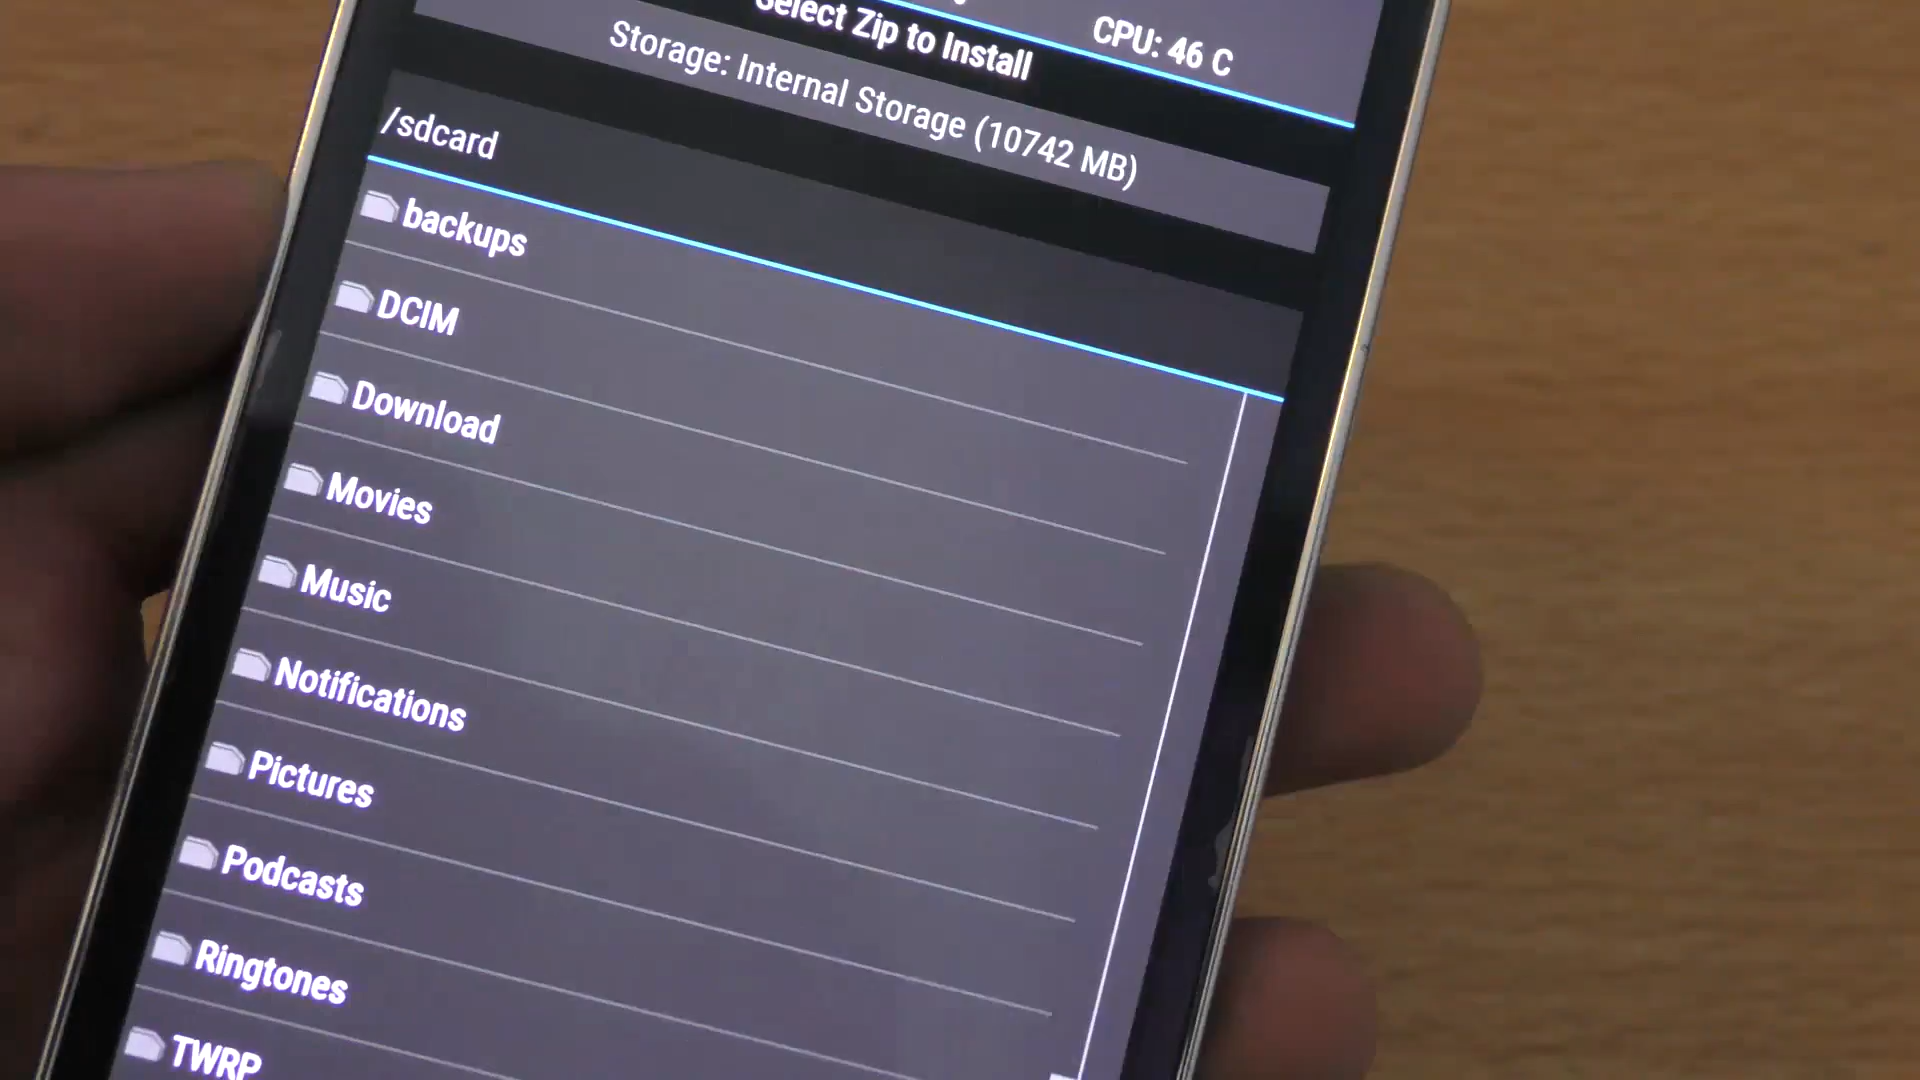 CPU: 46 C
Select Zip to Install
Storage: Internal Storage (10742 MB)
/sdcard
backups
DCIM
Download
Movies
Music
Notifications
Pictures
Podcasts
Ringtones
TWRP